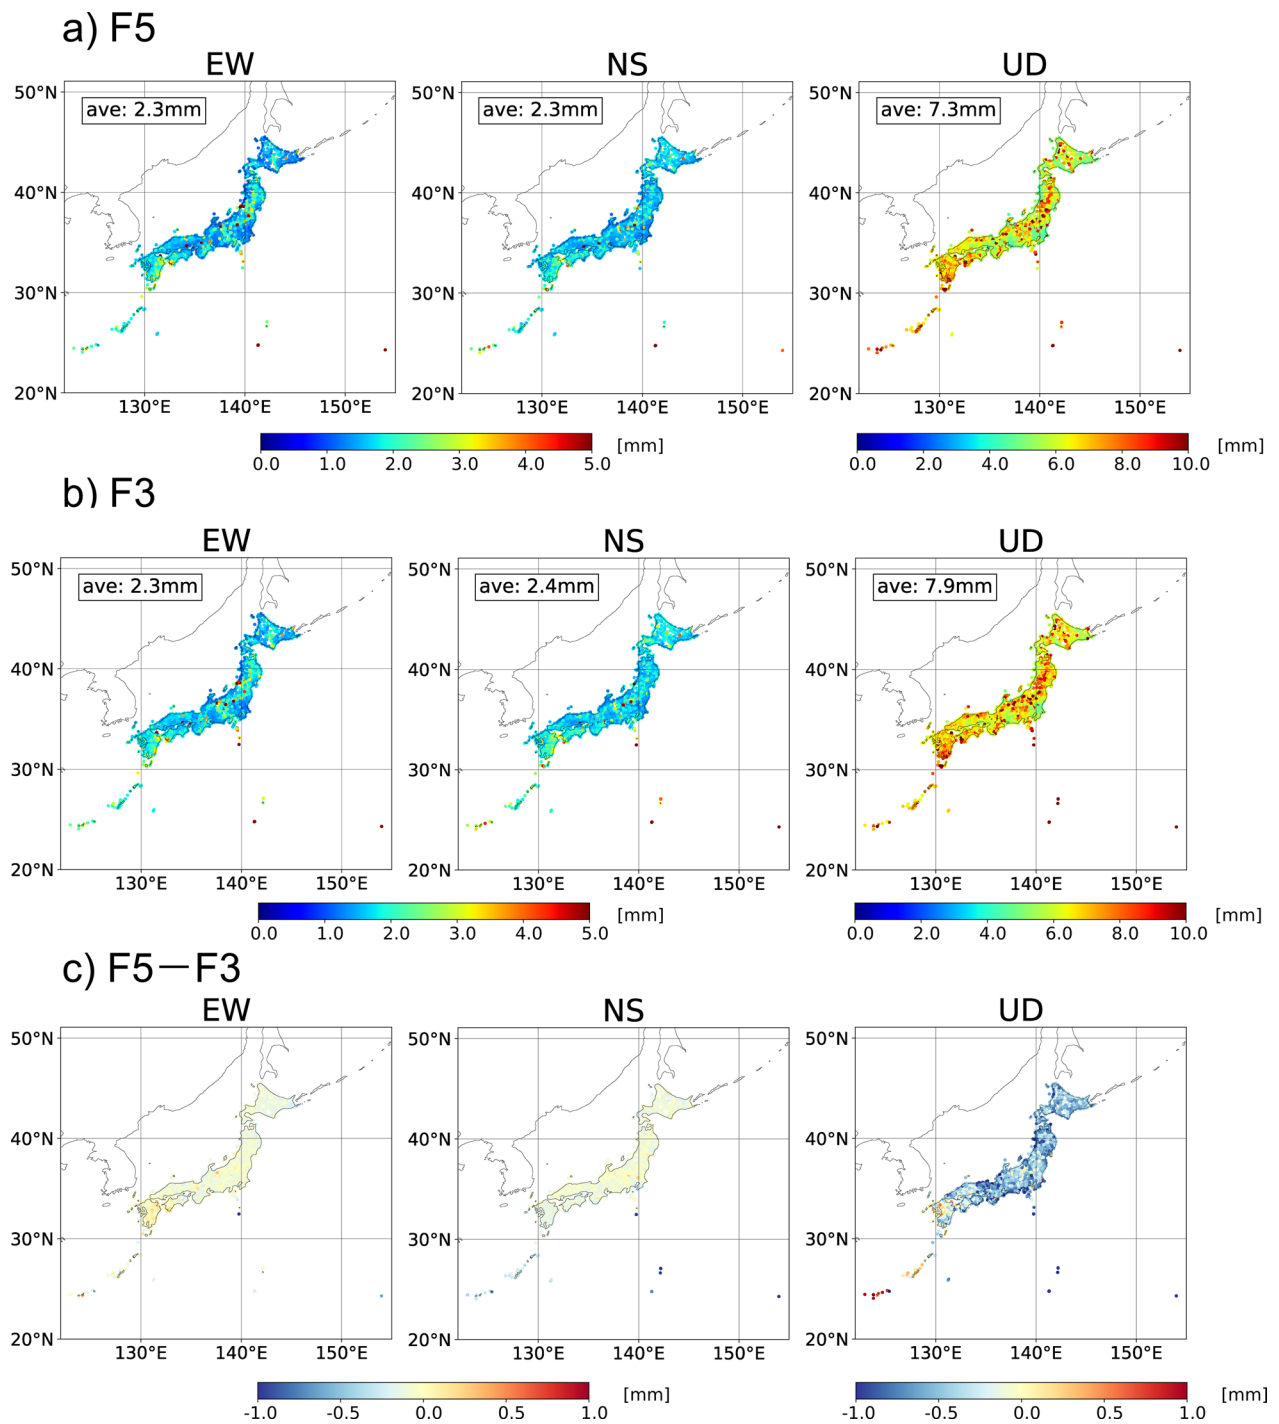 a) F5
EW NS UD
50°N 50°N 50°N
ave: 2.3mm ave: 2.3mm ave: 7.3mm
40°N 40°N 40°N
30°N 30°N 30°N
20°N 20°N 20°N
130°E 140°E 150°E 130°E 140°E 150°E 130°E 140°E 150°E
[mm] [mm]
0.0 1.0 2.0 3.0 4.0 5.0 0.0 2.0 4.0 6.0 8.0 10.0
b) F3
EW NS UD
50°N 50°N 50°N
ave: 2.3mm ave: 2.4mm ave: 7.9mm
40°N 40°N 40°N
30°N 30°N 30°N
20°N 20°N 20°N
130°E 140°E 150°E 130°E 140°E 150°E 130°E 140°E 150°E
[mm] [mm]
0.0 1.0 2.0 3.0 4.0 5.0 0.0 2.0 4.0 6.0 8.0 10.0
c) F5－F3
EW NS UD
50°N 50°N 50°N
40°N 40°N 40°N
30°N 30°N 30°N
20°N 20°N 20°N
130°E 140°E 150°E 130°E 140°E 150°E 130°E 140°E 150°E
[mm] [mm]
-1.0 -0.5 0.0 0.5 1.0 -1.0 -0.5 0.0 0.5 1.0